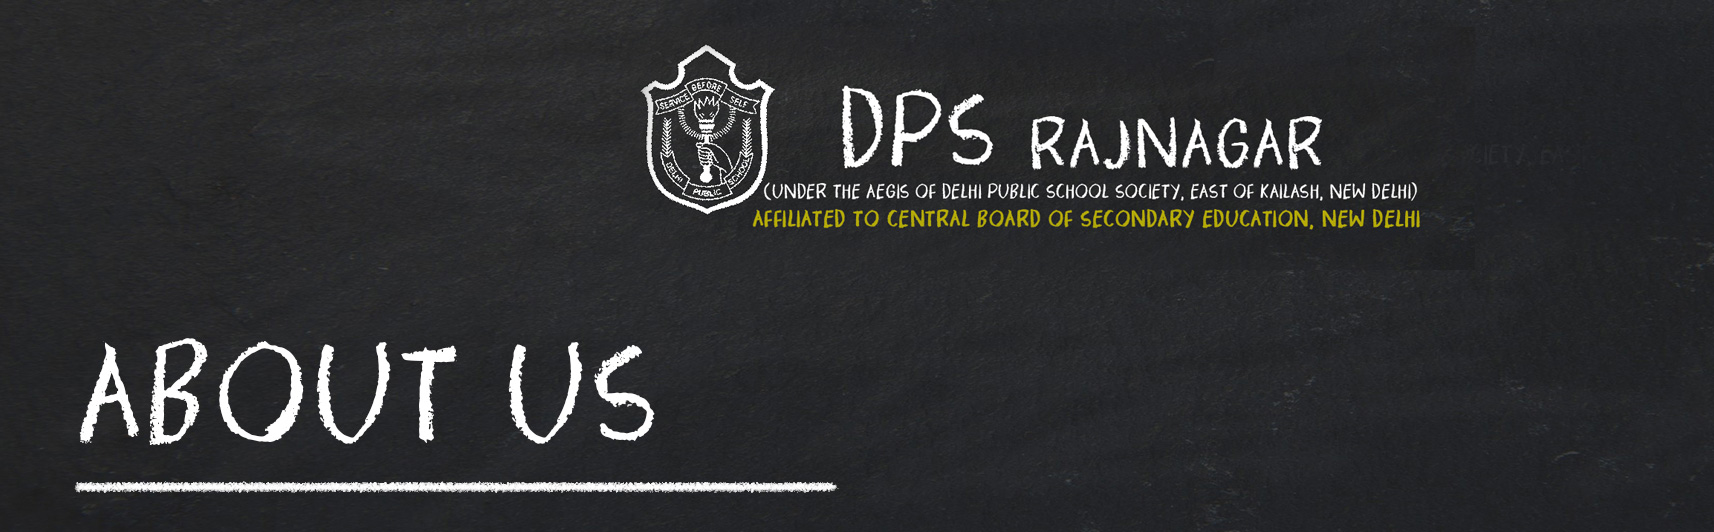 SERVICE BEFORE SELF
DELHI PUBLIC SCHOOL
DPS RAJNAGAR
(UNDER THE AEGIS OF DELHI PUBLIC SCHOOL SOCIETY, EAST OF KAILASH, NEW DELHI)
AFFILIATED TO CENTRAL BOARD OF SECONDARY EDUCATION, NEW DELHI
ABOUT US